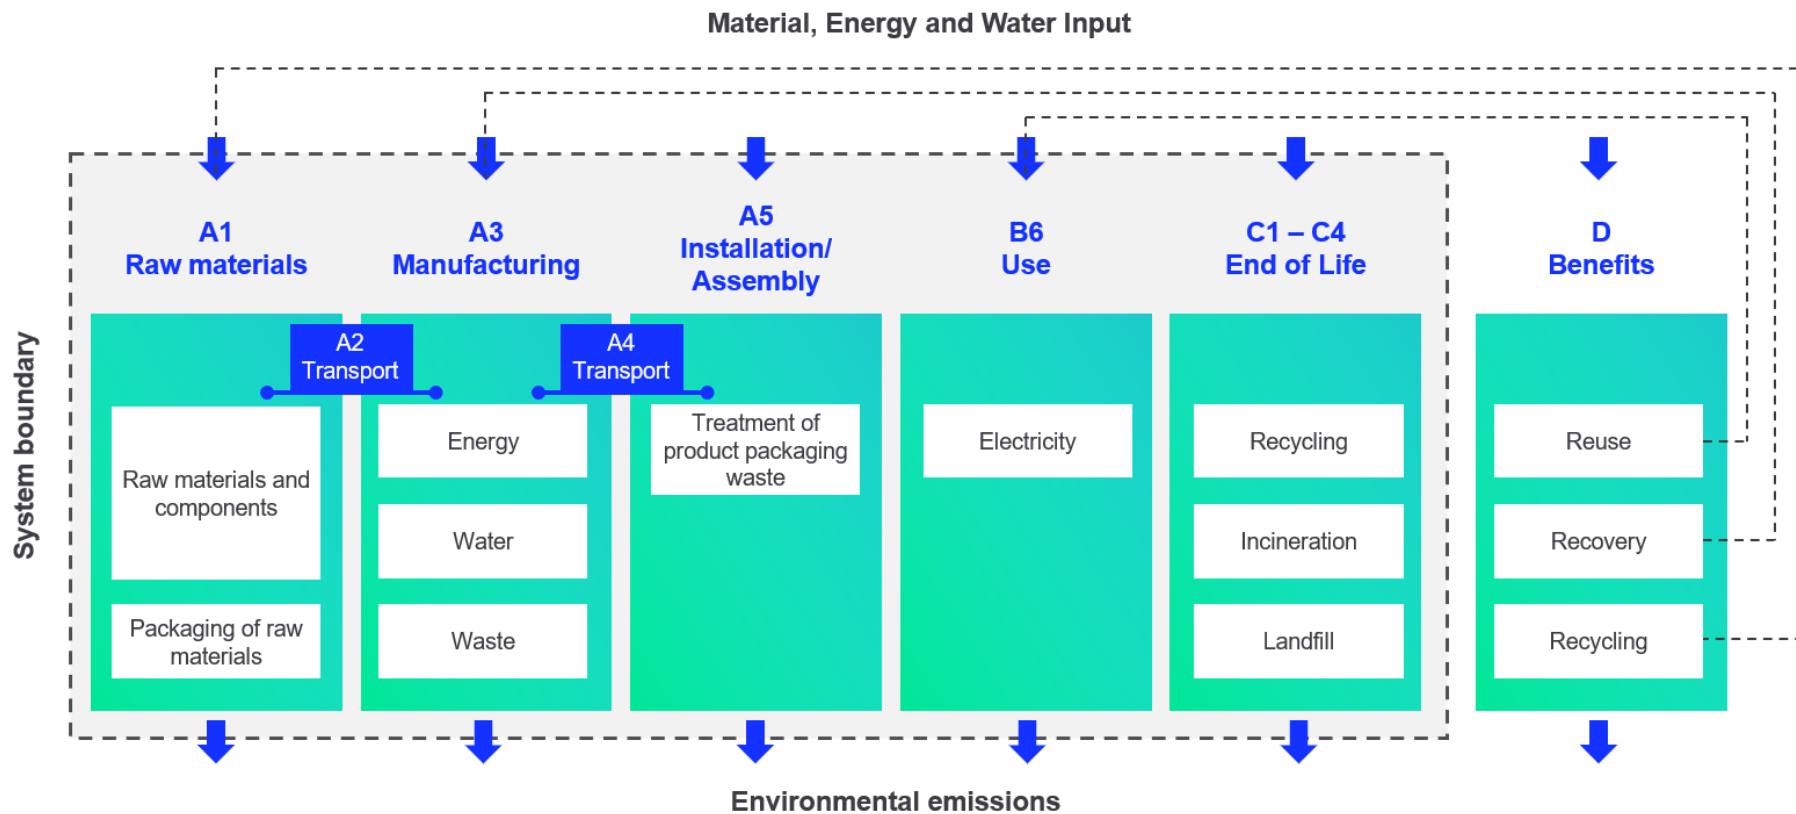 Material, Energy and Water Input
System boundary
A1
Raw materials
A3
Manufacturing
A5
Installation/
Assembly
B6
Use
C1 – C4
End of Life
D
Benefits
A2
Transport
A4
Transport
Raw materials and
components
Packaging of raw
materials
Energy
Water
Waste
Treatment of
product packaging
waste
Electricity
Recycling
Incineration
Landfill
Reuse
Recovery
Recycling
Environmental emissions